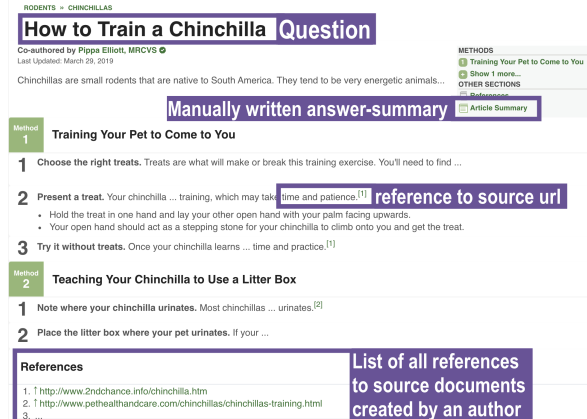 RODENTS » CHINCHILLAS
How to Train a Chinchilla Question
Co-authored by Pippa Elliott, MRCVS
Last Updated: March 29, 2019
Chinchillas are small rodents that are native to South America. They tend to be very energetic animals...
METHODS
1 Training Your Pet to Come to You
+ Show 1 more...
OTHER SECTIONS
References
Article Summary
Manually written answer-summary
Method
1
Training Your Pet to Come to You
1 Choose the right treats. Treats are what will make or break this training exercise. You'll need to find ...
2 Present a treat. Your chinchilla ... training, which may take time and patience.[1] reference to source url
• Hold the treat in one hand and lay your other open hand with your palm facing upwards.
• Your open hand should act as a stepping stone for your chinchilla to climb onto you and get the treat.
3 Try it without treats. Once your chinchilla learns ... time and practice.[1]
Method
2
Teaching Your Chinchilla to Use a Litter Box
1 Note where your chinchilla urinates. Most chinchillas ... urinates.[2]
2 Place the litter box where your pet urinates. If your ...
References
1. ↑ http://www.2ndchance.info/chinchilla.htm
2. ↑ http://www.pethealthandcare.com/chinchillas/chinchillas-training.html
3. ...
List of all references
to source documents
created by an author